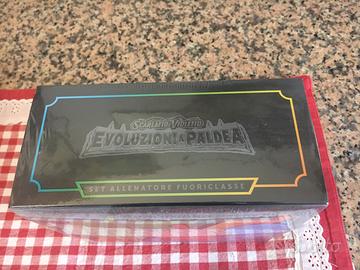 SCARLATTO E VIOLETTO
EVOLUZIONI A PALDEA
SET ALLENATORE FUORICLASSE